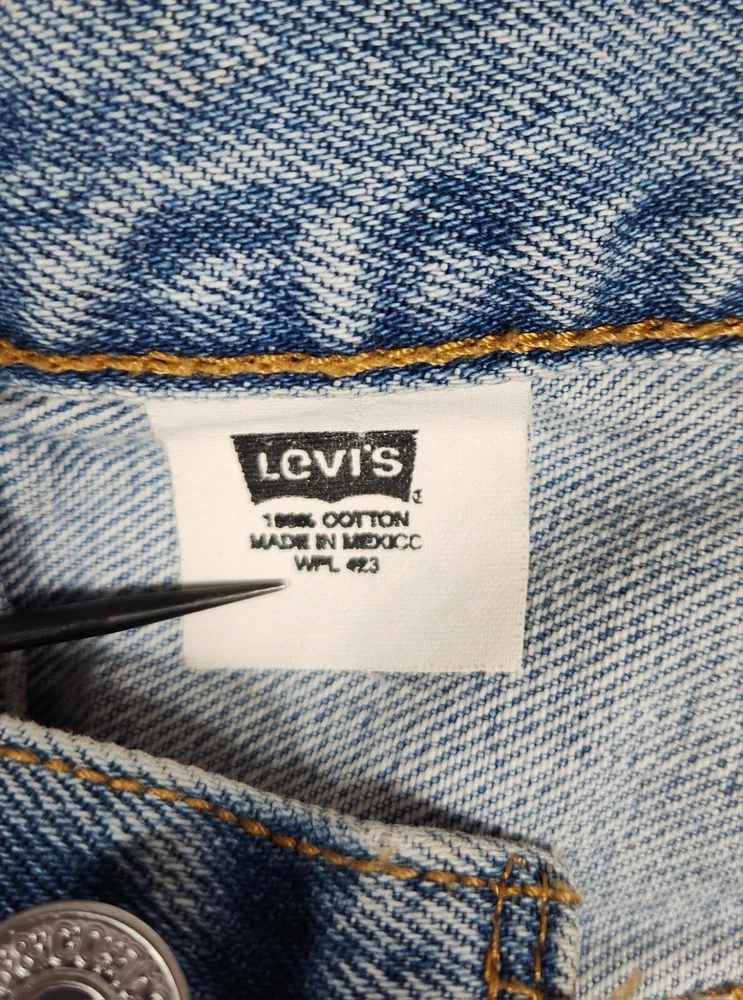 LEVI'S
100% COTTON
MADE IN MEXICO
WPL 423